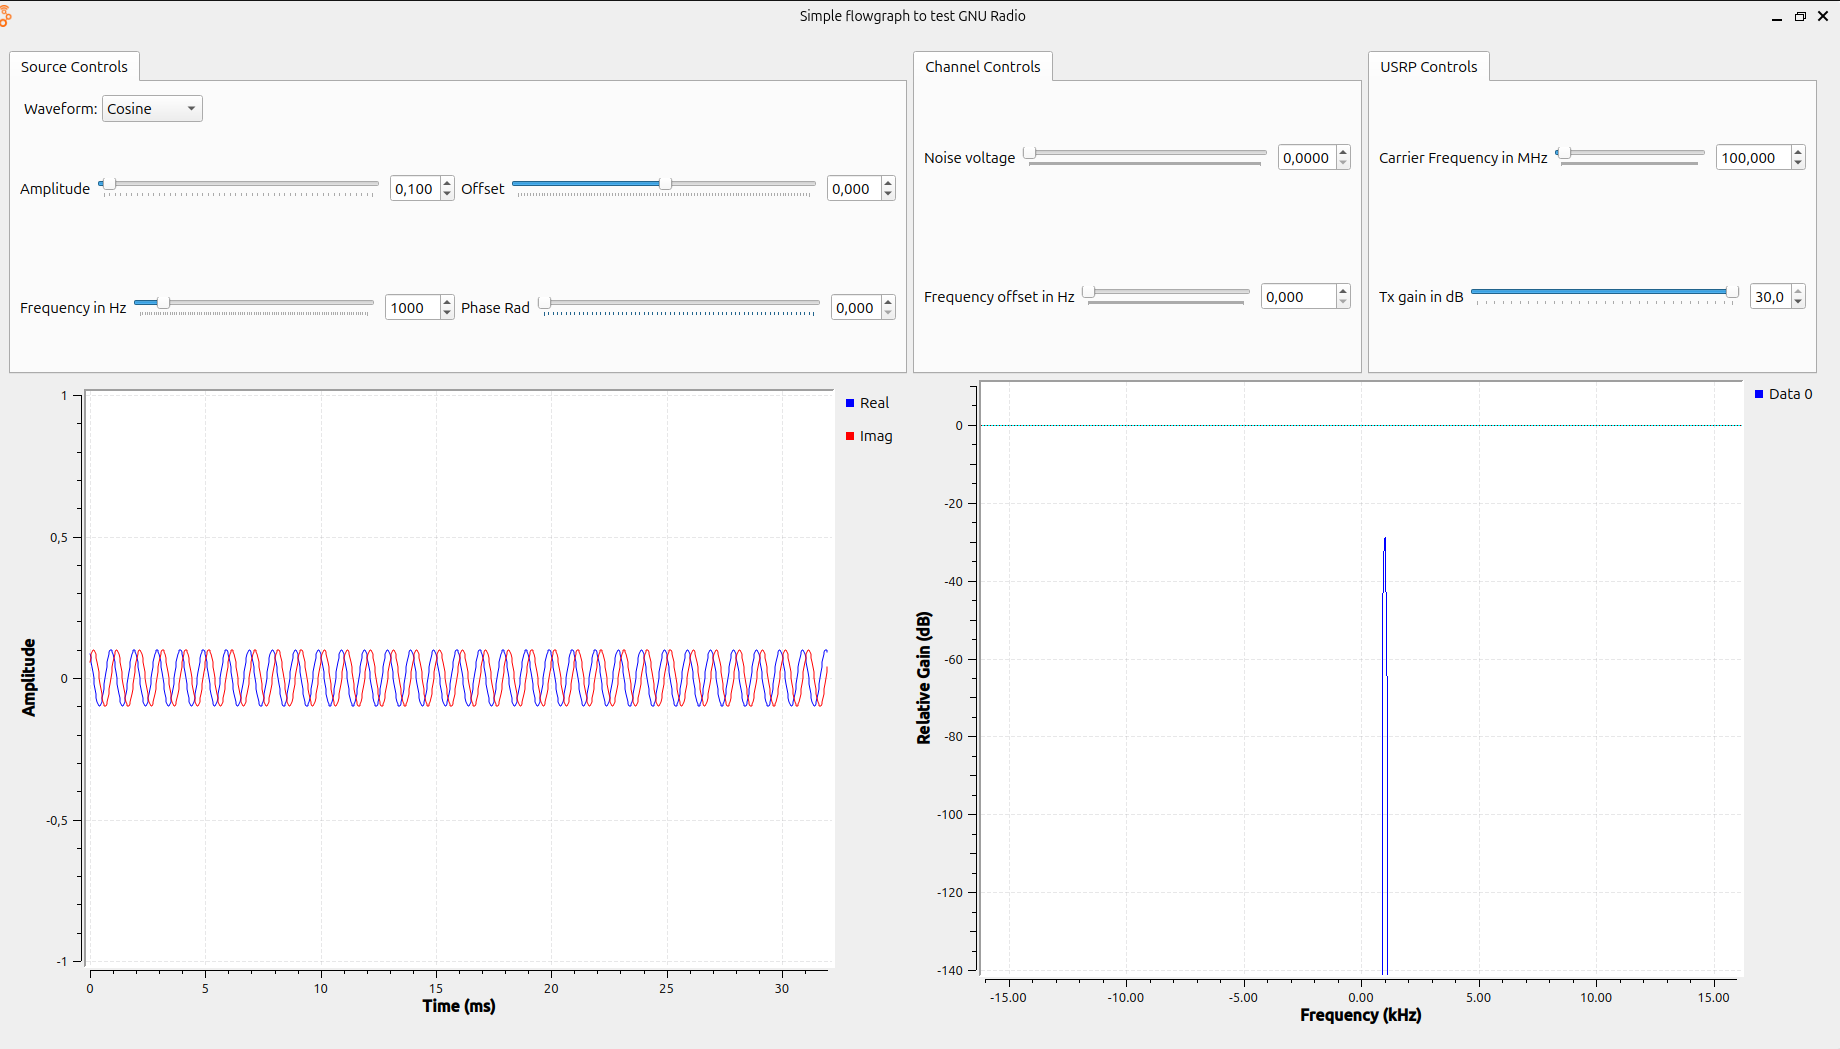 Simple flowgraph to test GNU Radio
Source Controls
Waveform: Cosine
Amplitude 0,100 Offset 0,000
Frequency in Hz 1000 Phase Rad 0,000
Channel Controls
Noise voltage 0,0000
Frequency offset in Hz 0,000
USRP Controls
Carrier Frequency in MHz 100,000
Tx gain in dB 30,0
1
0,5
0
-0,5
-1
Amplitude
0 5 10 15 20 25 30
Time (ms)
Real
Imag
0
-20
-40
-60
-80
-100
-120
-140
Relative Gain (dB)
-15.00 -10.00 -5.00 0.00 5.00 10.00 15.00
Frequency (kHz)
Data 0